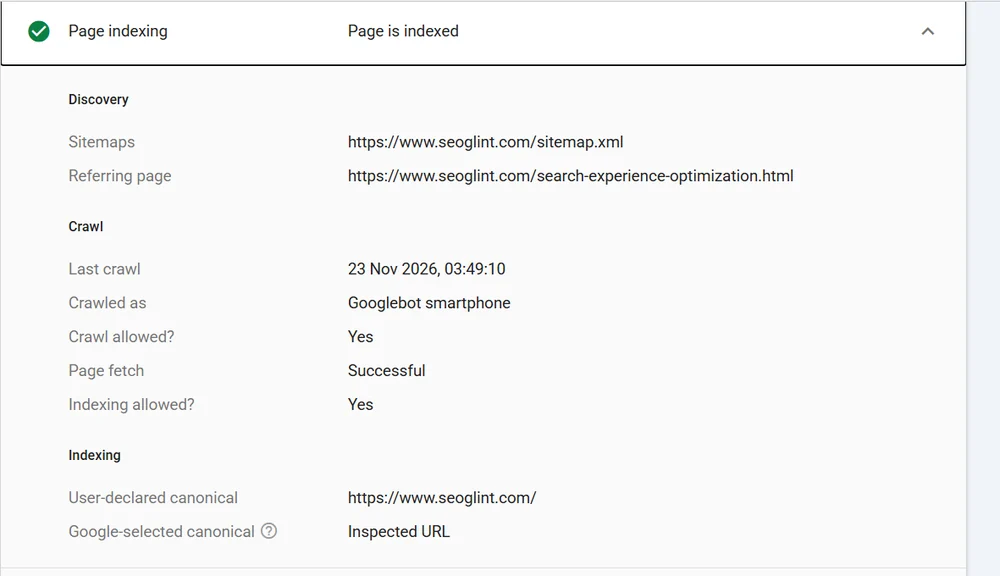 Page indexing Page is indexed
Discovery
Sitemaps https://www.seoglint.com/sitemap.xml
Referring page https://www.seoglint.com/search-experience-optimization.html
Crawl
Last crawl 23 Nov 2026, 03:49:10
Crawled as Googlebot smartphone
Crawl allowed? Yes
Page fetch Successful
Indexing allowed? Yes
Indexing
User-declared canonical https://www.seoglint.com/
Google-selected canonical ? Inspected URL